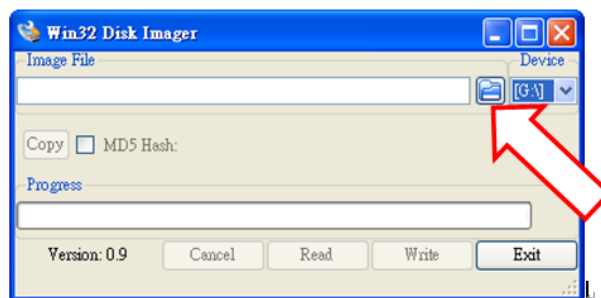 Win32 Disk Imager
Image File Device
[G:\]
Copy MD5 Hash:
Progress
Version: 0.9 Cancel Read Write Exit